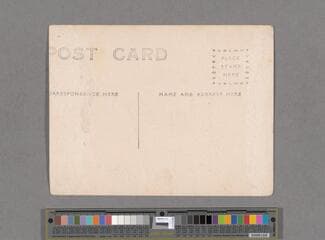 POST CARD
PLACE
STAMP
HERE
CORRESPONDENCE HERE
NAME AND ADDRESS HERE